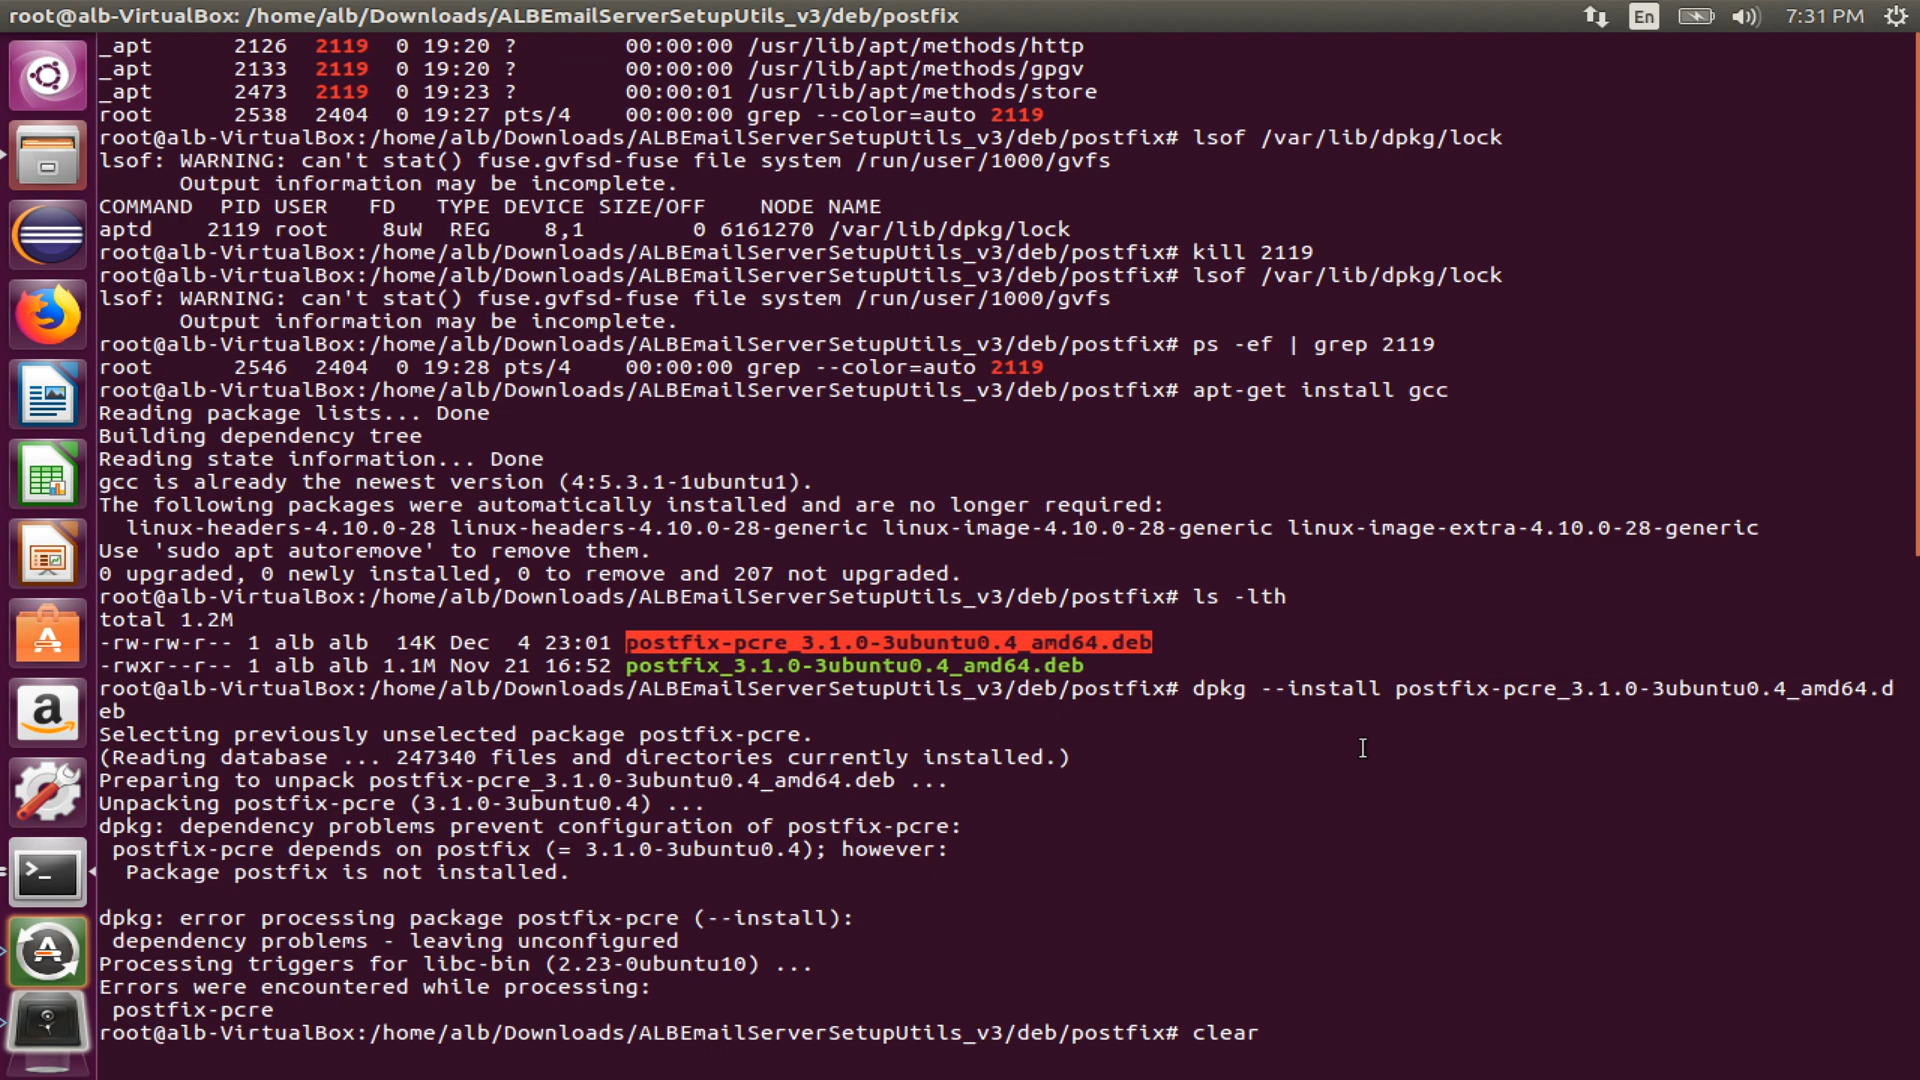 root@alb-VirtualBox: /home/alb/Downloads/ALBEmailServerSetupUtils_v3/deb/postfix
En
7:31 PM
_apt      2126  2119  0 19:20 ?        00:00:00 /usr/lib/apt/methods/http
_apt      2133  2119  0 19:20 ?        00:00:00 /usr/lib/apt/methods/gpgv
_apt      2473  2119  0 19:23 ?        00:00:01 /usr/lib/apt/methods/store
root      2538  2404  0 19:27 pts/4    00:00:00 grep --color=auto 2119
root@alb-VirtualBox:/home/alb/Downloads/ALBEmailServerSetupUtils_v3/deb/postfix# lsof /var/lib/dpkg/lock
lsof: WARNING: can't stat() fuse.gvfsd-fuse file system /run/user/1000/gvfs
      Output information may be incomplete.
COMMAND  PID USER   FD   TYPE DEVICE SIZE/OFF    NODE NAME
aptd    2119 root    8uW  REG    8,1        0 6161270 /var/lib/dpkg/lock
root@alb-VirtualBox:/home/alb/Downloads/ALBEmailServerSetupUtils_v3/deb/postfix# kill 2119
root@alb-VirtualBox:/home/alb/Downloads/ALBEmailServerSetupUtils_v3/deb/postfix# lsof /var/lib/dpkg/lock
lsof: WARNING: can't stat() fuse.gvfsd-fuse file system /run/user/1000/gvfs
      Output information may be incomplete.
root@alb-VirtualBox:/home/alb/Downloads/ALBEmailServerSetupUtils_v3/deb/postfix# ps -ef | grep 2119
root      2546  2404  0 19:28 pts/4    00:00:00 grep --color=auto 2119
root@alb-VirtualBox:/home/alb/Downloads/ALBEmailServerSetupUtils_v3/deb/postfix# apt-get install gcc
Reading package lists... Done
Building dependency tree
Reading state information... Done
gcc is already the newest version (4:5.3.1-1ubuntu1).
The following packages were automatically installed and are no longer required:
  linux-headers-4.10.0-28 linux-headers-4.10.0-28-generic linux-image-4.10.0-28-generic linux-image-extra-4.10.0-28-generic
Use 'sudo apt autoremove' to remove them.
0 upgraded, 0 newly installed, 0 to remove and 207 not upgraded.
root@alb-VirtualBox:/home/alb/Downloads/ALBEmailServerSetupUtils_v3/deb/postfix# ls -lth
total 1.2M
-rw-rw-r-- 1 alb alb  14K Dec  4 23:01 postfix-pcre_3.1.0-3ubuntu0.4_amd64.deb
-rwxr--r-- 1 alb alb 1.1M Nov 21 16:52 postfix_3.1.0-3ubuntu0.4_amd64.deb
root@alb-VirtualBox:/home/alb/Downloads/ALBEmailServerSetupUtils_v3/deb/postfix# dpkg --install postfix-pcre_3.1.0-3ubuntu0.4_amd64.d
eb
Selecting previously unselected package postfix-pcre.
(Reading database ... 247340 files and directories currently installed.)
Preparing to unpack postfix-pcre_3.1.0-3ubuntu0.4_amd64.deb ...
Unpacking postfix-pcre (3.1.0-3ubuntu0.4) ...
dpkg: dependency problems prevent configuration of postfix-pcre:
 postfix-pcre depends on postfix (= 3.1.0-3ubuntu0.4); however:
  Package postfix is not installed.
dpkg: error processing package postfix-pcre (--install):
 dependency problems - leaving unconfigured
Processing triggers for libc-bin (2.23-0ubuntu10) ...
Errors were encountered while processing:
 postfix-pcre
root@alb-VirtualBox:/home/alb/Downloads/ALBEmailServerSetupUtils_v3/deb/postfix# clear